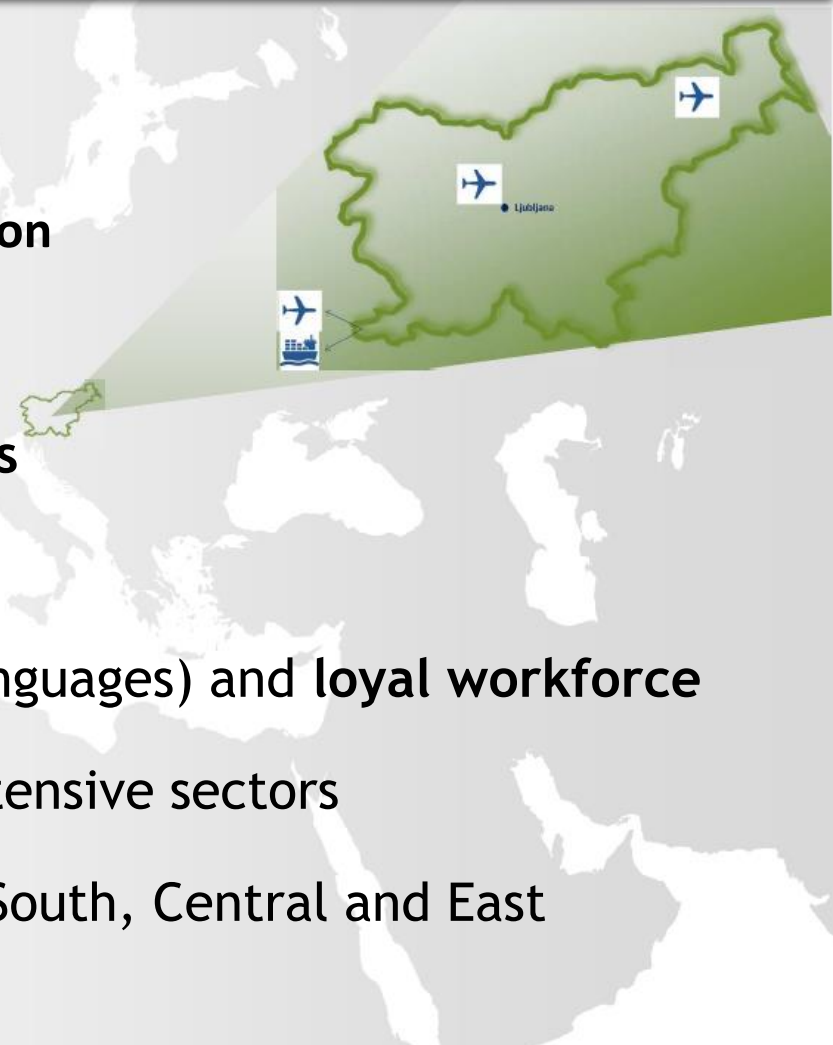 Ljubljana
on
s
nguages) and loyal workforce
tensive sectors
South, Central and East